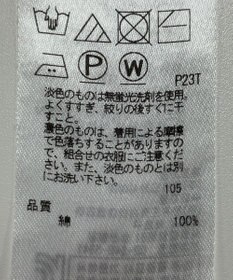 P
W
P23T
淡色のものは無蛍光洗剤を使用。
よくすすぎ、絞りの後すぐに干
すこと。
濃色のものは、着用による摩擦
で色落ちすることがありますの
で、組合せの衣服にご注意くだ
さい。また、淡色のものとは別
にお洗い下さい。
105
品質
綿 100%